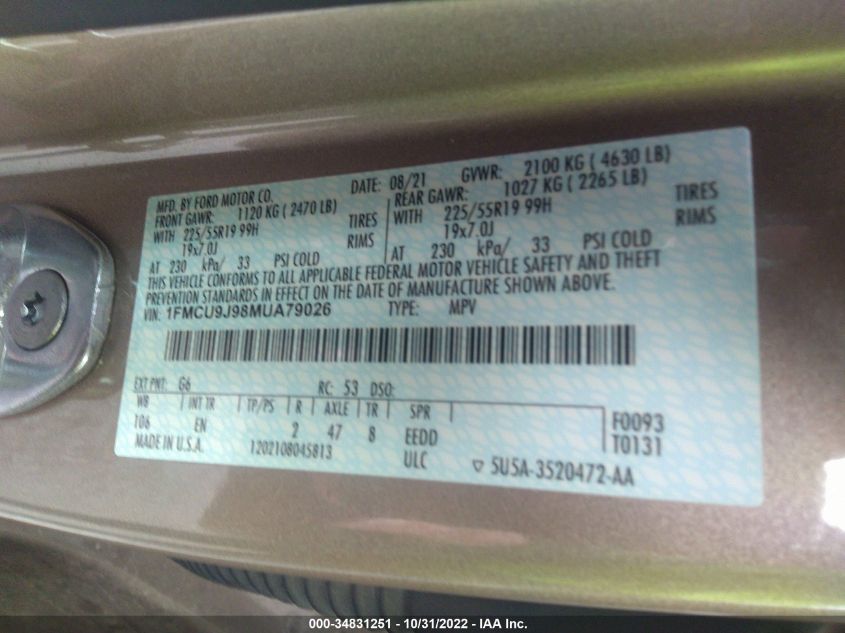 MFD. BY FORD MOTOR CO. DATE: 08/21 GVWR: 2100 KG ( 4630 LB)
FRONT GAWR: 1120 KG ( 2470 LB) REAR GAWR: 1027 KG ( 2265 LB)
WITH 225/55R19 99H TIRES WITH 225/55R19 99H TIRES
19x7.0J RIMS 19x7.0J RIMS
AT 230 kPa/ 33 PSI COLD AT 230 kPa/ 33 PSI COLD
THIS VEHICLE CONFORMS TO ALL APPLICABLE FEDERAL MOTOR VEHICLE SAFETY AND THEFT
PREVENTION STANDARDS IN EFFECT ON THE DATE OF MANUFACTURE SHOWN ABOVE.
VIN: 1FMCU9J98MUA79026 TYPE: MPV
EXT PNT: G6 RC: 53 DSO:
WB INT TR TP/PS R AXLE TR SPR
106 EN 2 47 8 EEDD F0093
MADE IN U.S.A. 1202108045813 ULC T0131
▽ 5U5A-3520472-AA
000-34831251 - 10/31/2022 - IAA Inc.